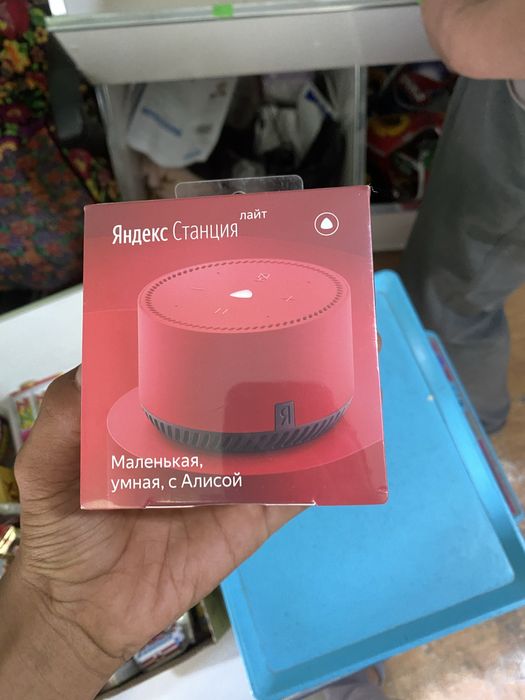 Яндекс Станция лайт
Я
Маленькая,
умная, с Алисой